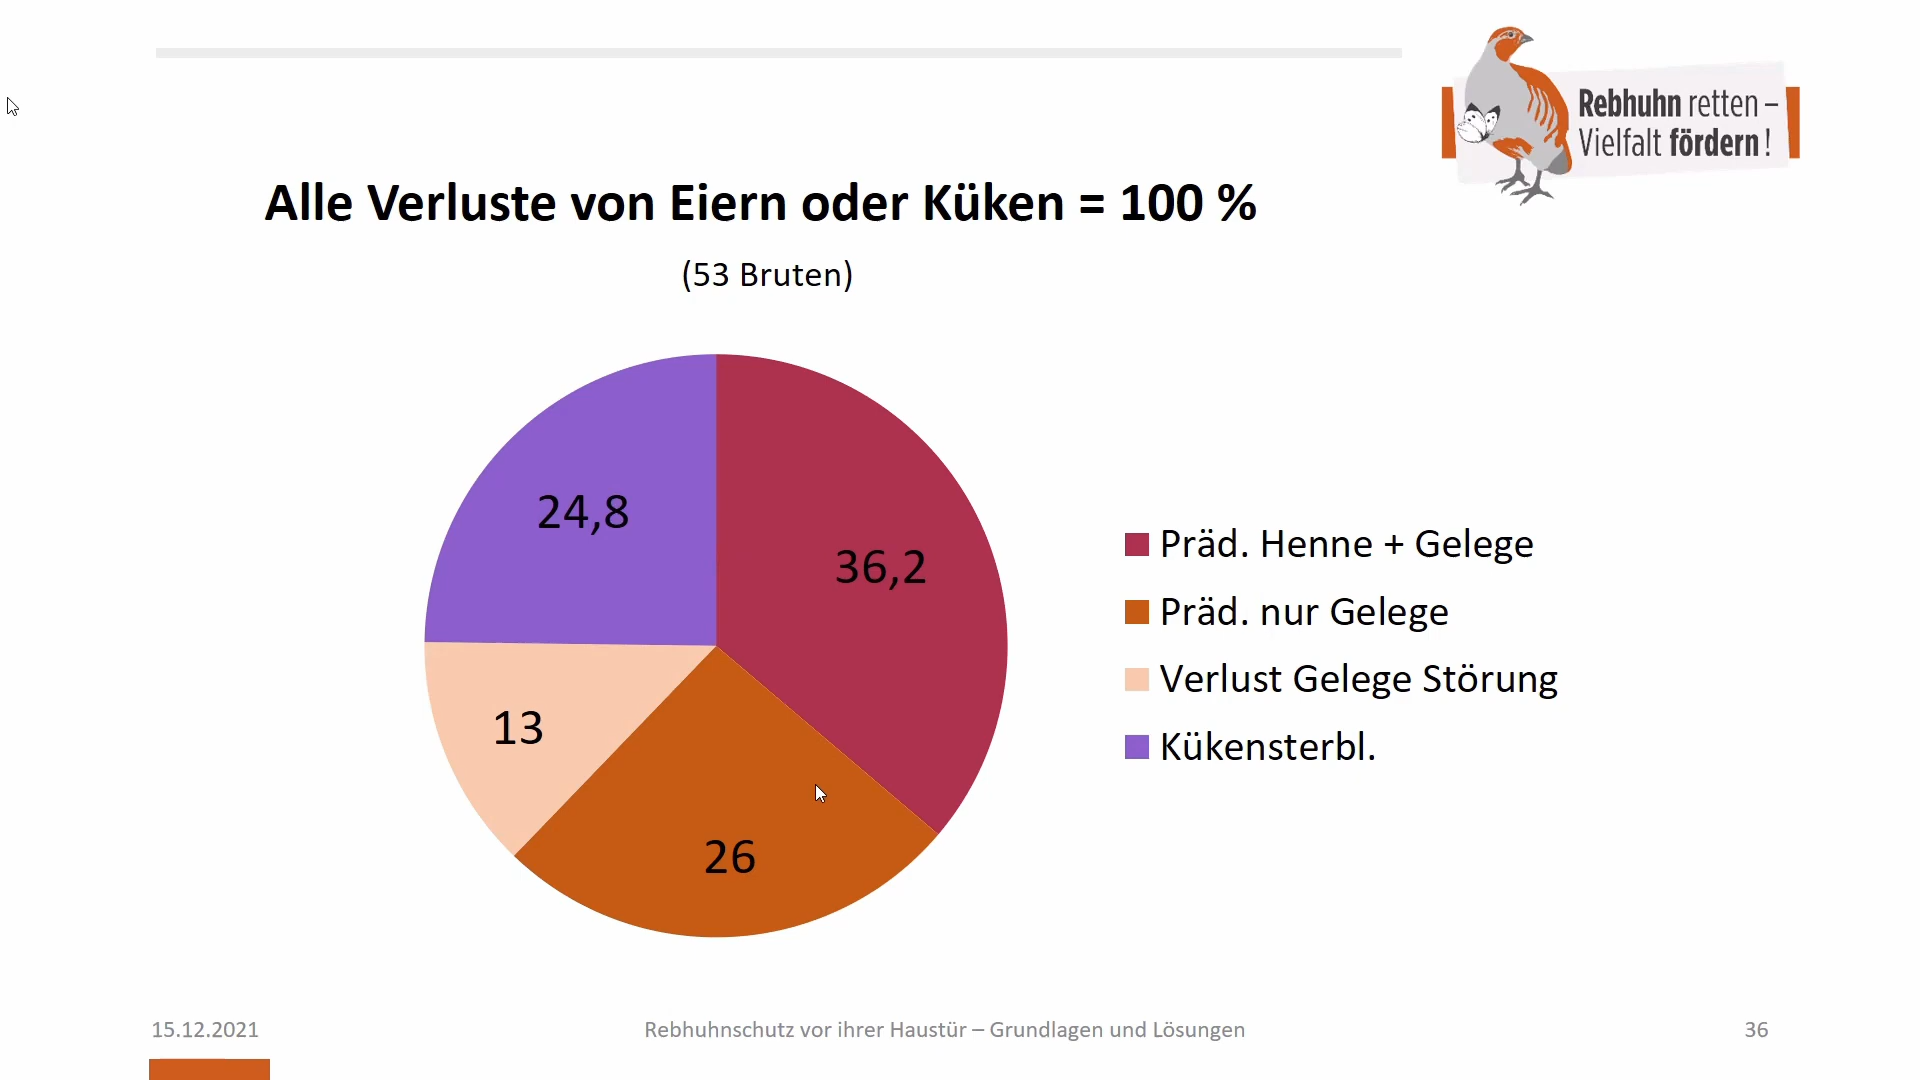 Rebhuhn retten –
Vielfalt fördern!
Alle Verluste von Eiern oder Küken = 100 %
(53 Bruten)
24,8
36,2
13
26
Präd. Henne + Gelege
Präd. nur Gelege
Verlust Gelege Störung
Kükensterbl.
15.12.2021
Rebhuhnschutz vor ihrer Haustür – Grundlagen und Lösungen
36